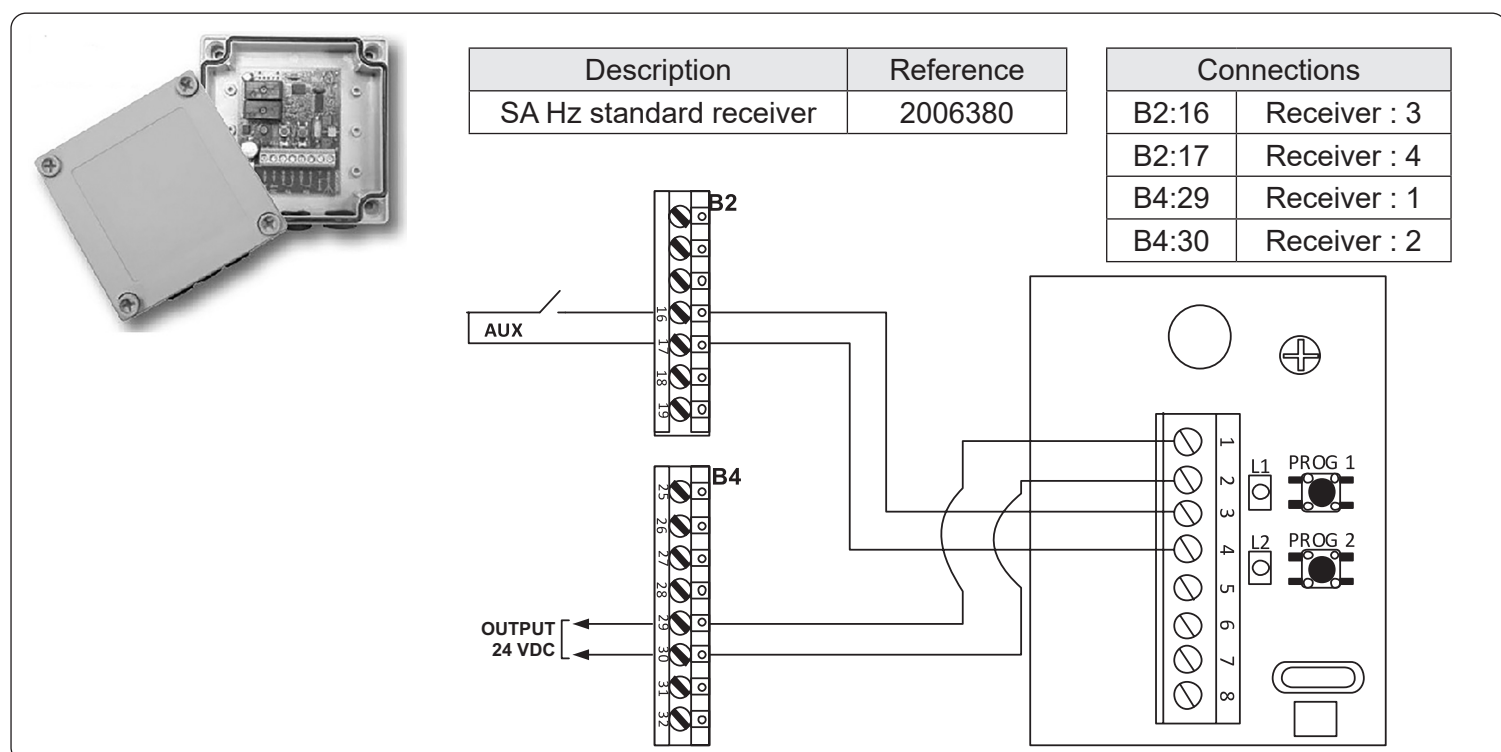 Description Reference
SA Hz standard receiver 2006380
Connections
B2:16 Receiver : 3
B2:17 Receiver : 4
B4:29 Receiver : 1
B4:30 Receiver : 2
B2
16
17
18
19
AUX
B4
25
26
27
28
29
30
31
32
OUTPUT
24 VDC
1
2
3
4
5
6
7
8
L1 PROG 1
L2 PROG 2